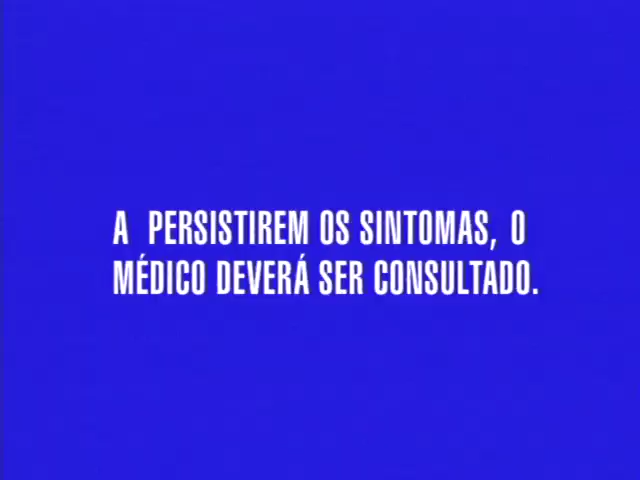 A PERSISTIREM OS SINTOMAS, O
MÉDICO DEVERÁ SER CONSULTADO.